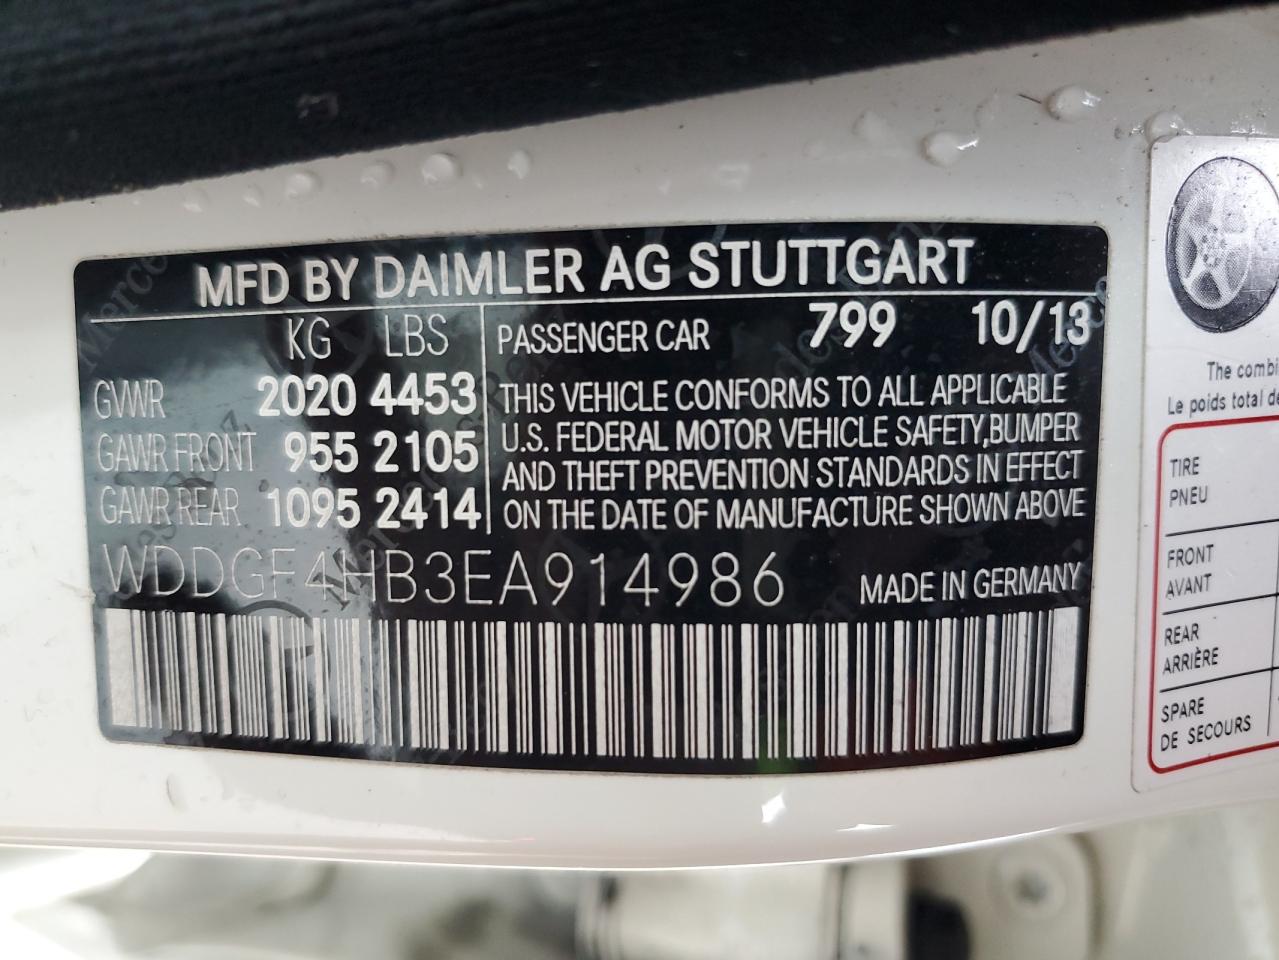 MFD BY DAIMLER AG STUTTGART
KG LBS
GVWR 2020 4453
GAWR FRONT 955 2105
GAWR REAR 1095 2414
PASSENGER CAR 799 10/13
THIS VEHICLE CONFORMS TO ALL APPLICABLE
U.S. FEDERAL MOTOR VEHICLE SAFETY,BUMPER
AND THEFT PREVENTION STANDARDS IN EFFECT
ON THE DATE OF MANUFACTURE SHOWN ABOVE
WDDGF4HB3EA914986 MADE IN GERMANY
The
Le poids total
TIRE
PNEU
FRONT
AVANT
REAR
ARRIÈRE
SPARE
DE SECOURS